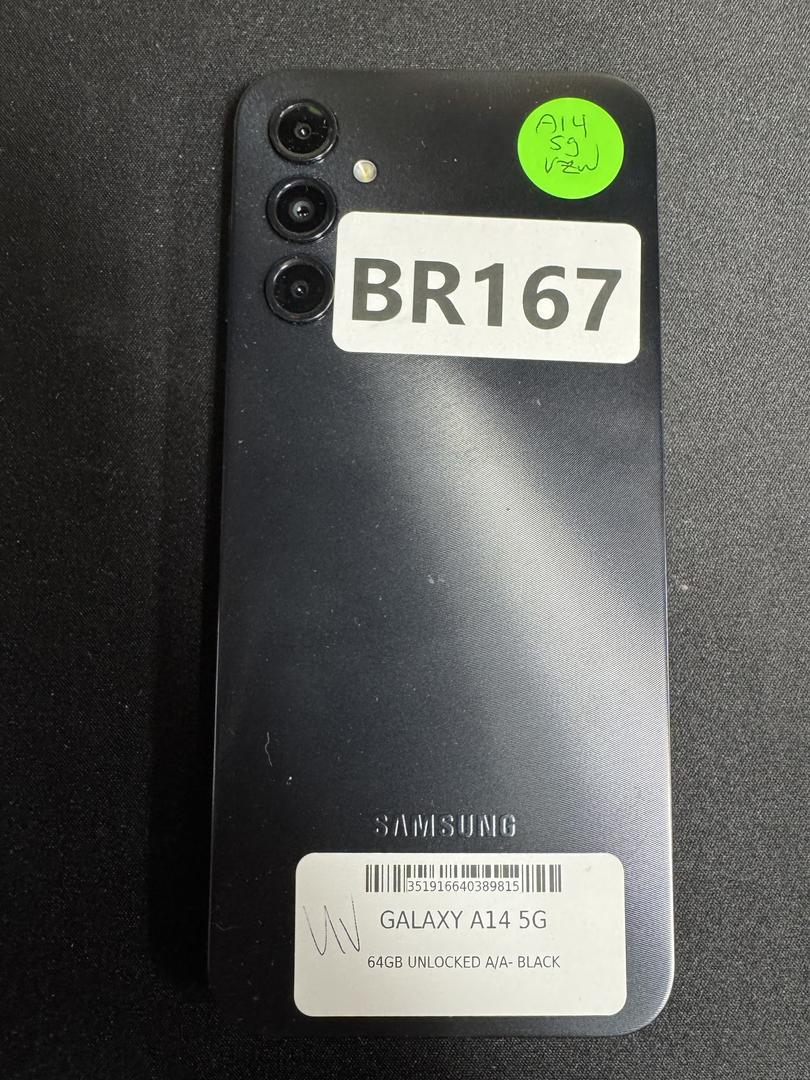 A14
5g
VZW
BR167
SAMSUNG
351916640389815
GALAXY A14 5G
64GB UNLOCKED A/A- BLACK